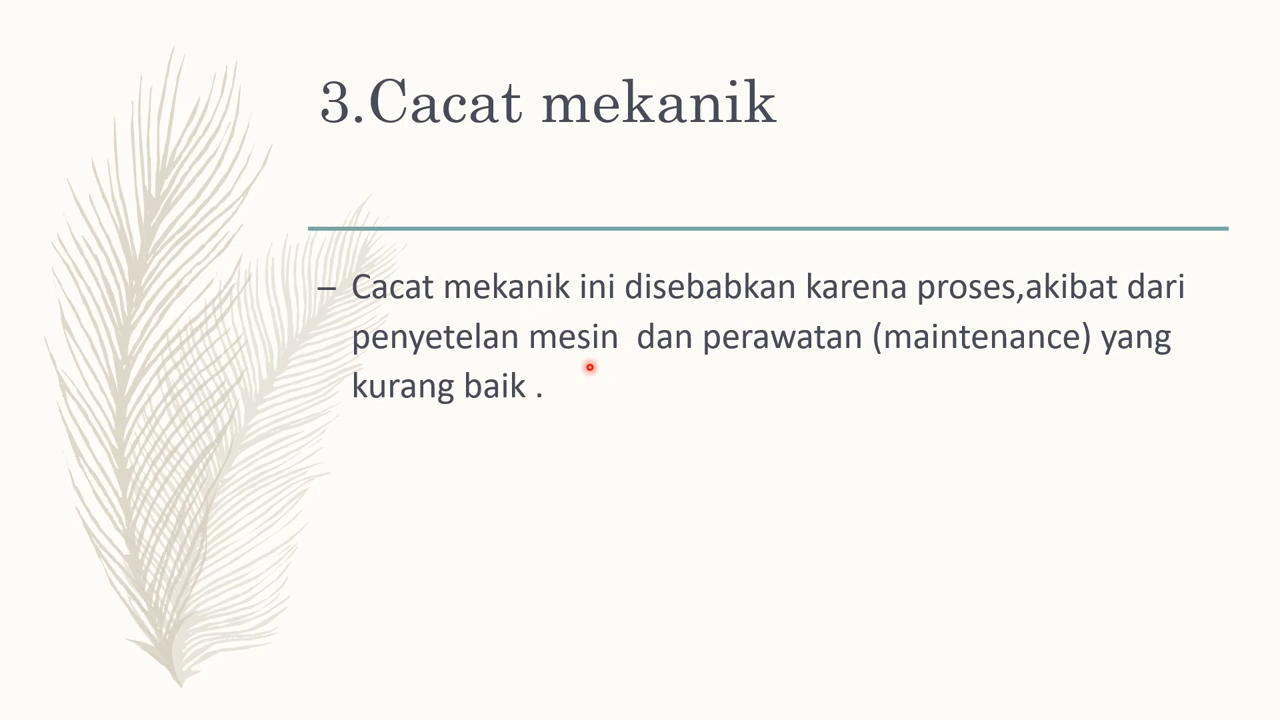 3.Cacat mekanik
– Cacat mekanik ini disebabkan karena proses,akibat dari
penyetelan mesin  dan perawatan (maintenance) yang
kurang baik .